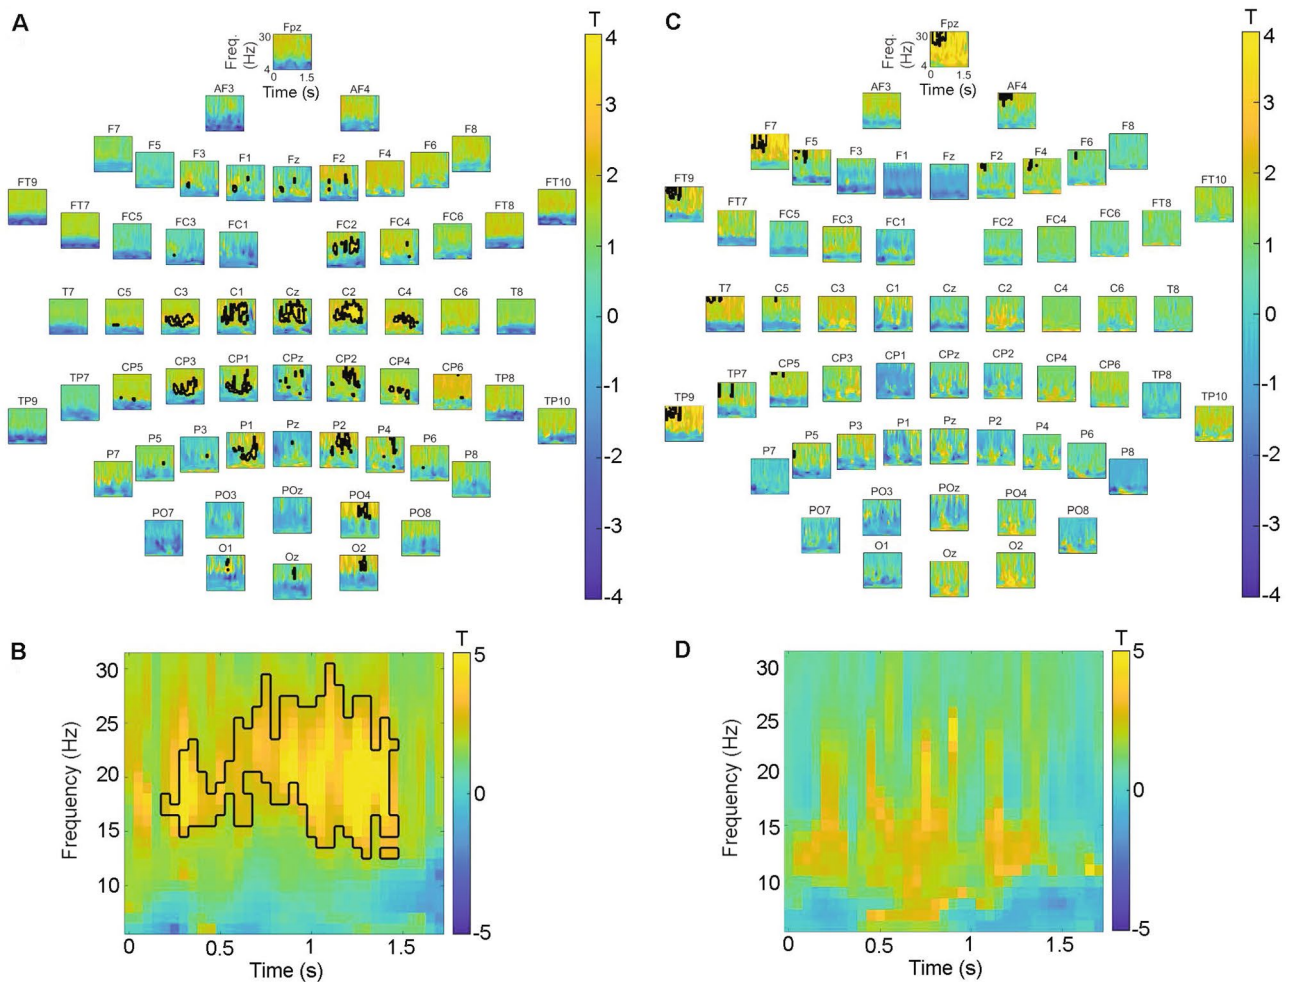 A
T
Fpz
Freq.
(Hz)
30
4
0 1.5
Time (s)
AF3 AF4
F7 F5 F3 F1 Fz F2 F4 F6 F8
FT9 FT7 FC5 FC3 FC1 FC2 FC4 FC6 FT8 FT10
T7 C5 C3 C1 Cz C2 C4 C6 T8
TP9 TP7 CP5 CP3 CP1 CPz CP2 CP4 CP6 TP8 TP10
P7 P5 P3 P1 Pz P2 P4 P6 P8
PO7 PO3 POz PO4 PO8
O1 Oz O2
4
3
2
1
0
-1
-2
-3
-4
C
T
Fpz
Freq.
(Hz)
30
4
0 1.5
Time (s)
AF3 AF4
F7 F5 F3 F1 Fz F2 F4 F6 F8
FT9 FT7 FC5 FC3 FC1 FC2 FC4 FC6 FT8 FT10
T7 C5 C3 C1 Cz C2 C4 C6 T8
TP9 TP7 CP5 CP3 CP1 CPz CP2 CP4 CP6 TP8 TP10
P7 P5 P3 P1 Pz P2 P4 P6 P8
PO7 PO3 POz PO4 PO8
O1 Oz O2
4
3
2
1
0
-1
-2
-3
-4
B
T
Frequency (Hz)
30
25
20
15
10
0 0.5 1 1.5
Time (s)
5
0
-5
D
T
Frequency (Hz)
30
25
20
15
10
0 0.5 1 1.5
Time (s)
5
0
-5